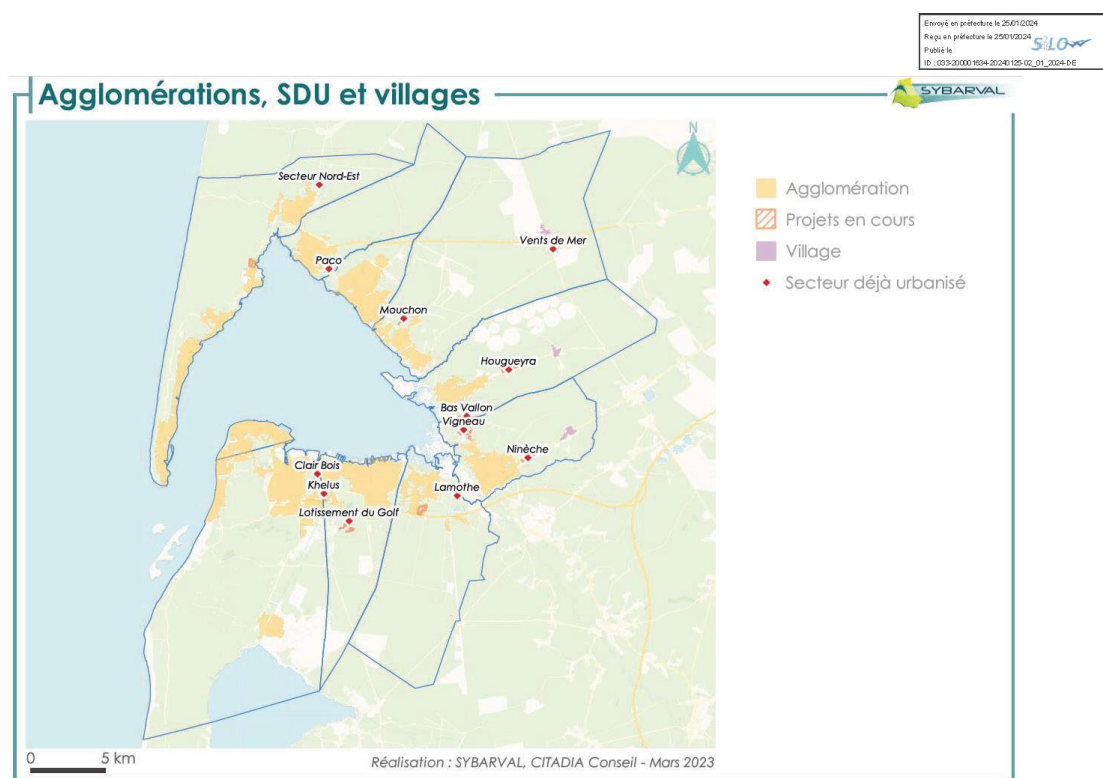 Envoyé en préfecture le 25/01/2024
Reçu en préfecture le 25/01/2024
Publié le
ID : 033-200001634-20240125-02_01_2024-DE
S²LO
Agglomérations, SDU et villages
SYBARVAL
N
Secteur Nord-Est
Vents de Mer
Paco
Mouchon
Hougueyra
Bas Vallon
Vigneau
Ninèche
Clair Bois
Khelus
Lamothe
Lotissement du Golf
Agglomération
Projets en cours
Village
Secteur déjà urbanisé
0 5 km
Réalisation : SYBARVAL, CITADIA Conseil - Mars 2023